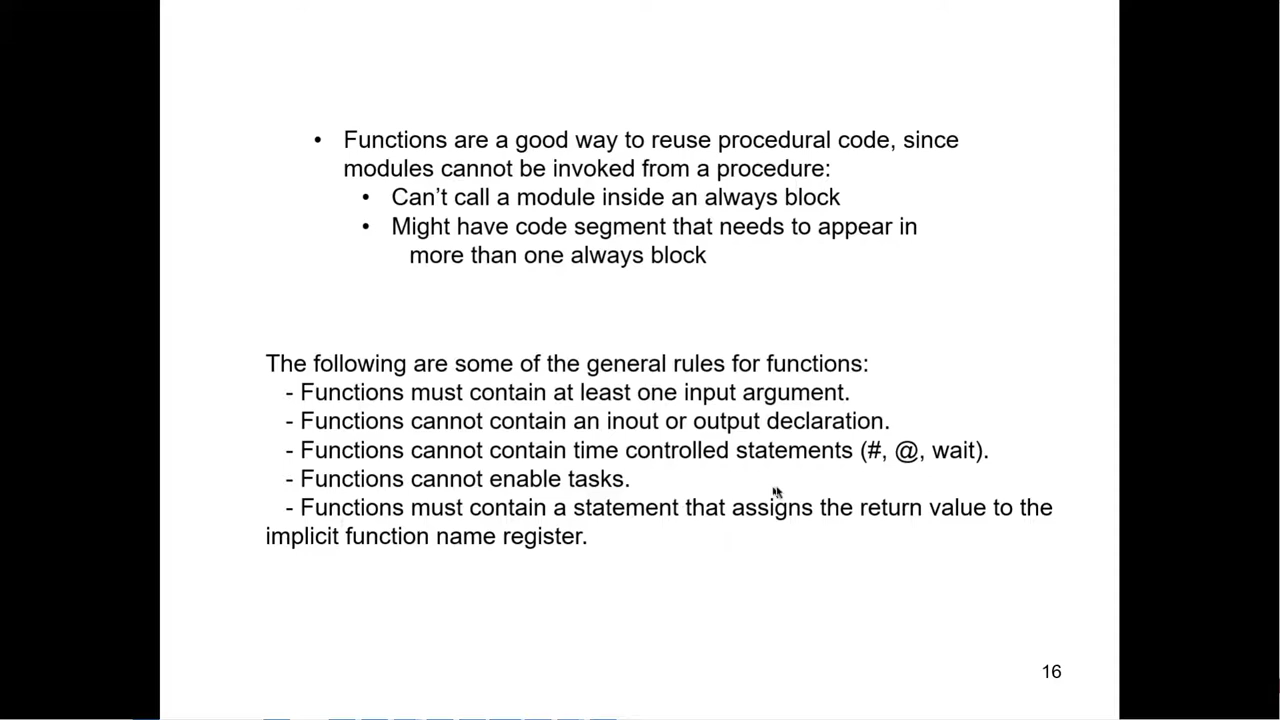 • Functions are a good way to reuse procedural code, since
modules cannot be invoked from a procedure:
• Can’t call a module inside an always block
• Might have code segment that needs to appear in
more than one always block
The following are some of the general rules for functions:
- Functions must contain at least one input argument.
- Functions cannot contain an inout or output declaration.
- Functions cannot contain time controlled statements (#, @, wait).
- Functions cannot enable tasks.
- Functions must contain a statement that assigns the return value to the
implicit function name register.
16